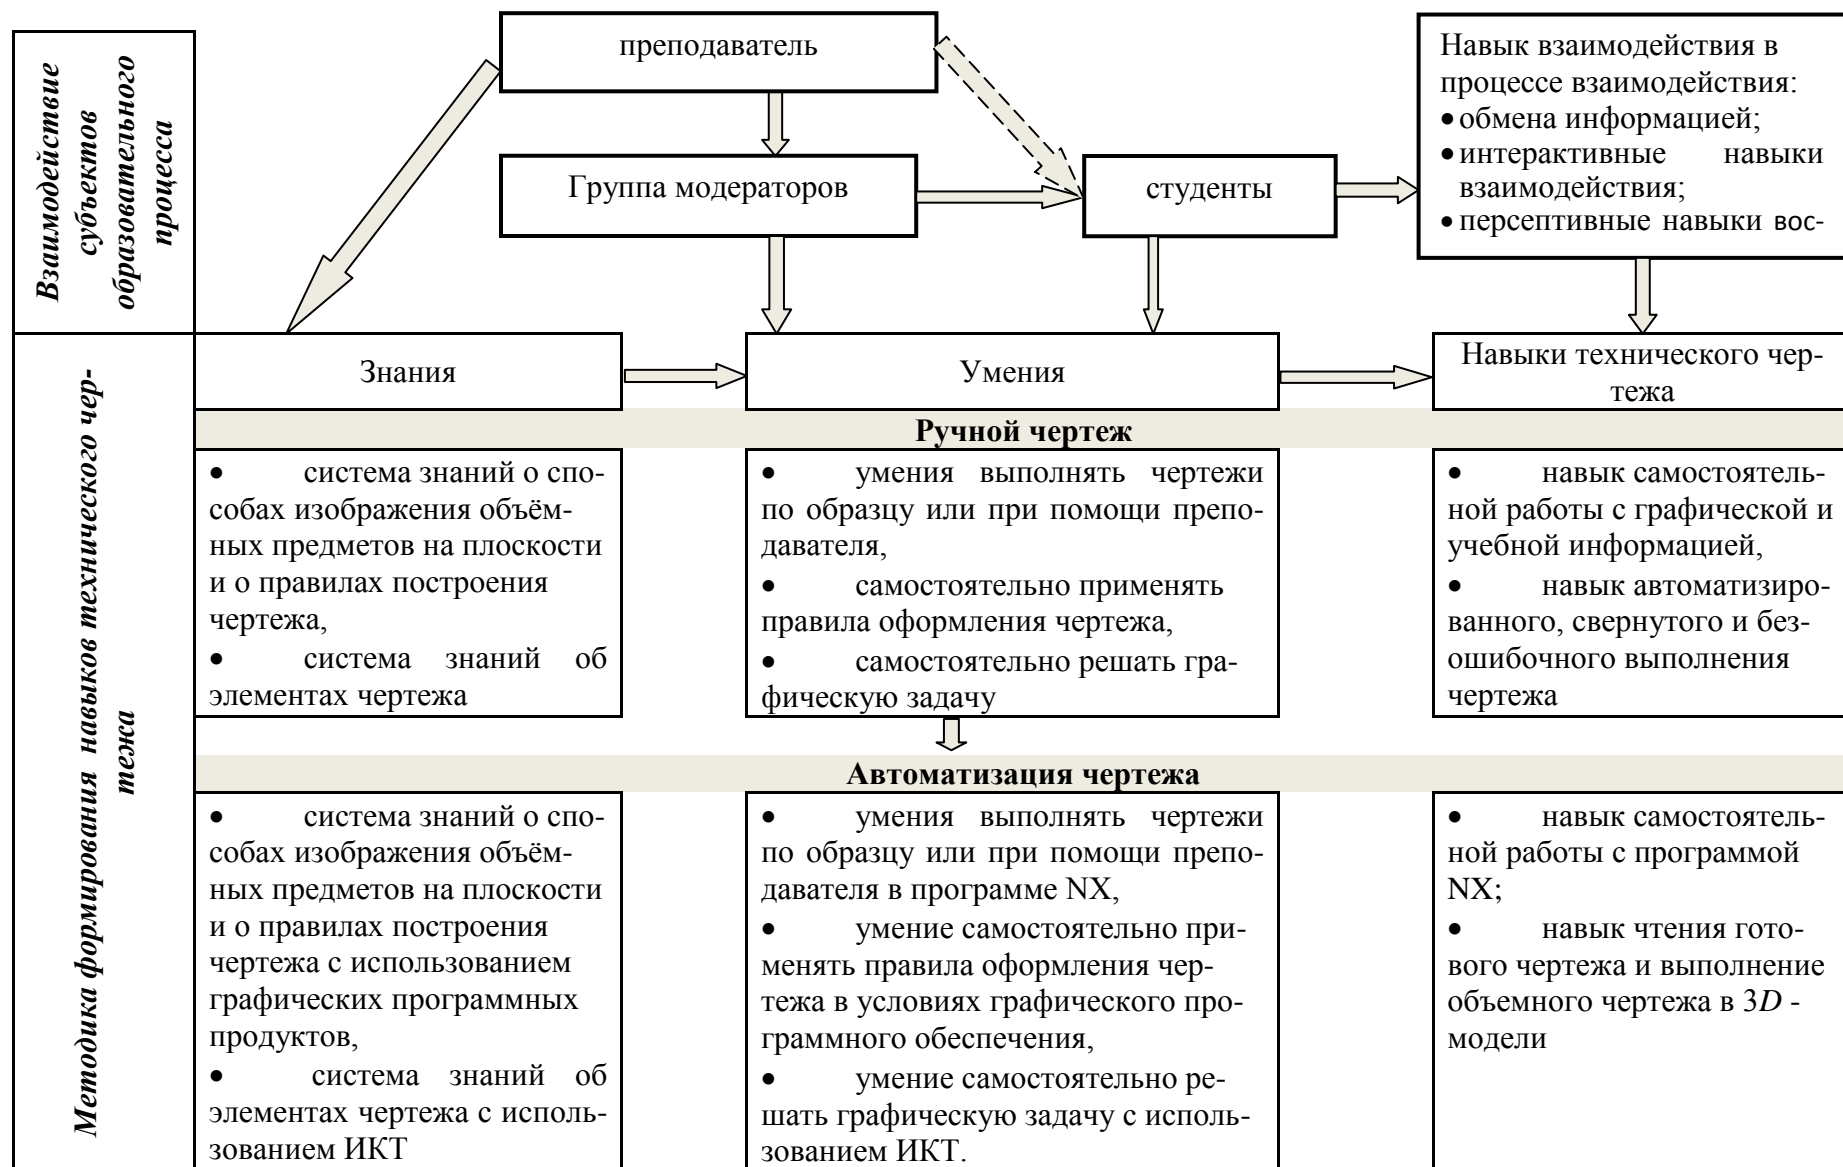 Взаимодействие
субъектов
образовательного
процесса
преподаватель
Группа модераторов
студенты
Навык взаимодействия в
процессе взаимодействия:
• обмена информацией;
• интерактивные навыки
взаимодействия;
• персептивные навыки вос-
Методика формирования навыков технического чер-
тежа
Знания
Умения
Навыки технического чер-
тежа
Ручной чертеж
• система знаний о спо-
собах изображения объём-
ных предметов на плоскости
и о правилах построения
чертежа,
• система знаний об
элементах чертежа
• умения выполнять чертежи
по образцу или при помощи препо-
давателя,
• самостоятельно применять
правила оформления чертежа,
• самостоятельно решать гра-
фическую задачу
• навык самостоятель-
ной работы с графической и
учебной информацией,
• навык автоматизиро-
ванного, свернутого и без-
ошибочного выполнения
чертежа
Автоматизация чертежа
• система знаний о спо-
собах изображения объём-
ных предметов на плоскости
и о правилах построения
чертежа с использованием
графических программных
продуктов,
• система знаний об
элементах чертежа с исполь-
зованием ИКТ
• умения выполнять чертежи
по образцу или при помощи препо-
давателя в программе NX,
• умение самостоятельно при-
менять правила оформления чер-
тежа в условиях графического про-
граммного обеспечения,
• умение самостоятельно ре-
шать графическую задачу с исполь-
зованием ИКТ.
• навык самостоятель-
ной работы с программой
NX;
• навык чтения гото-
вого чертежа и выполнение
объемного чертежа в 3D -
модели